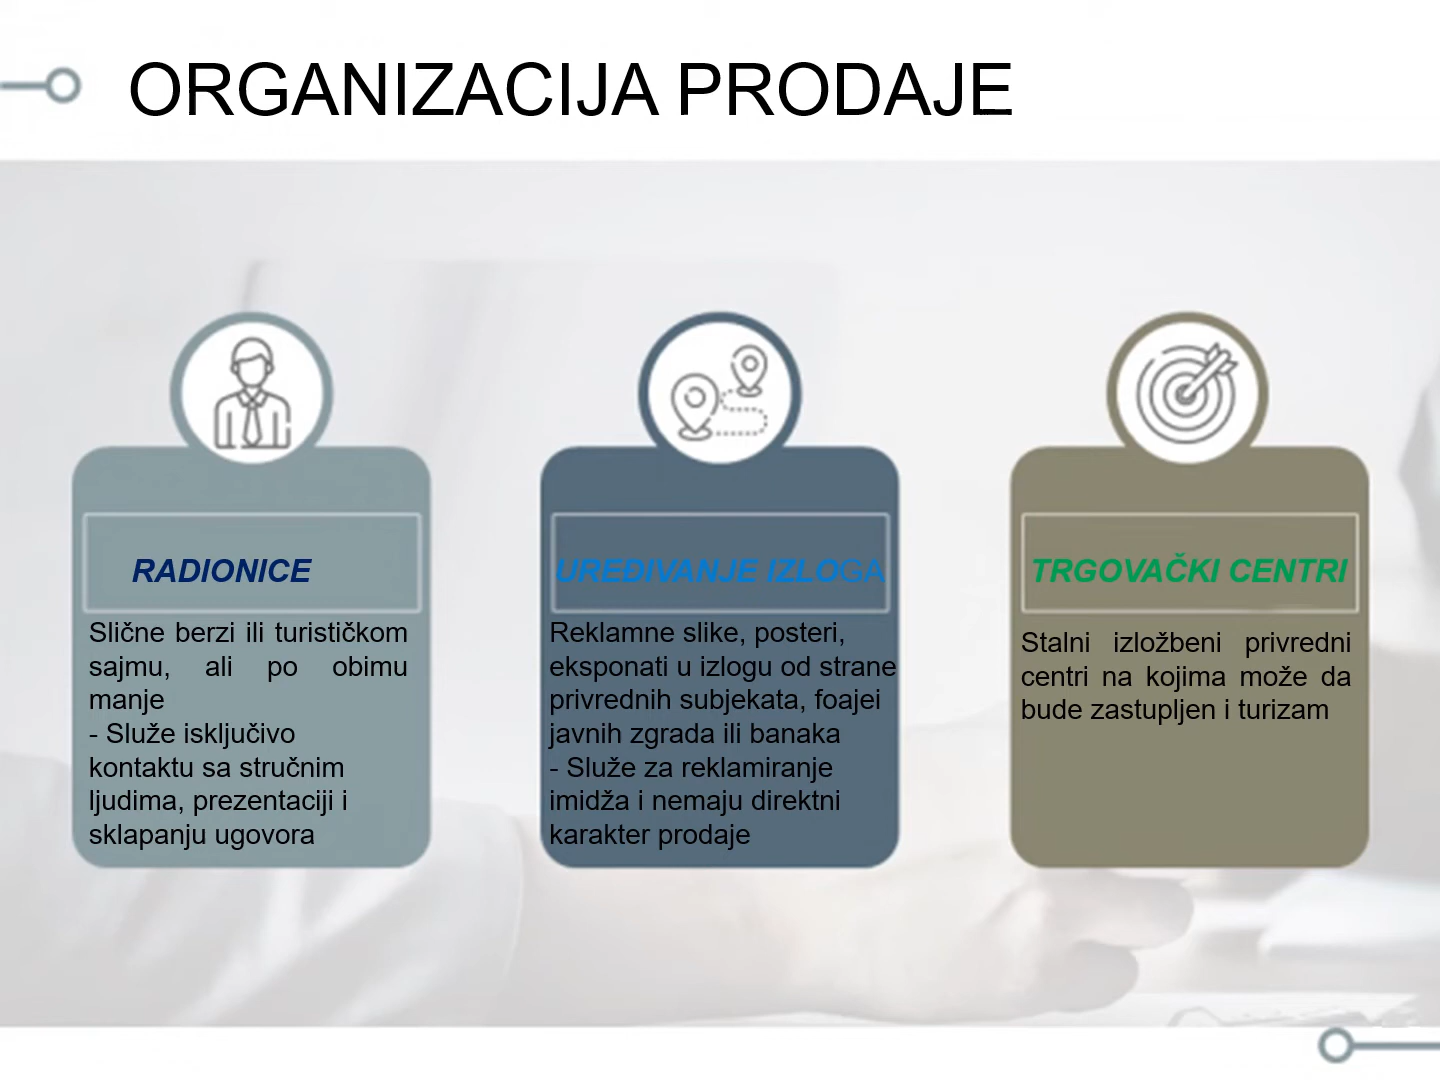 ORGANIZACIJA PRODAJE
RADIONICE
Slične berzi ili turističkom
sajmu, ali po obimu
manje
- Služe isključivo
kontaktu sa stručnim
ljudima, prezentaciji i
sklapanju ugovora
UREĐIVANJE IZLOGA
Reklamne slike, posteri,
eksponati u izlogu od strane
privrednih subjekata, foajei
javnih zgrada ili banaka
- Služe za reklamiranje
imidža i nemaju direktni
karakter prodaje
TRGOVAČKI CENTRI
Stalni izložbeni privredni
centri na kojima može da
bude zastupljen i turizam